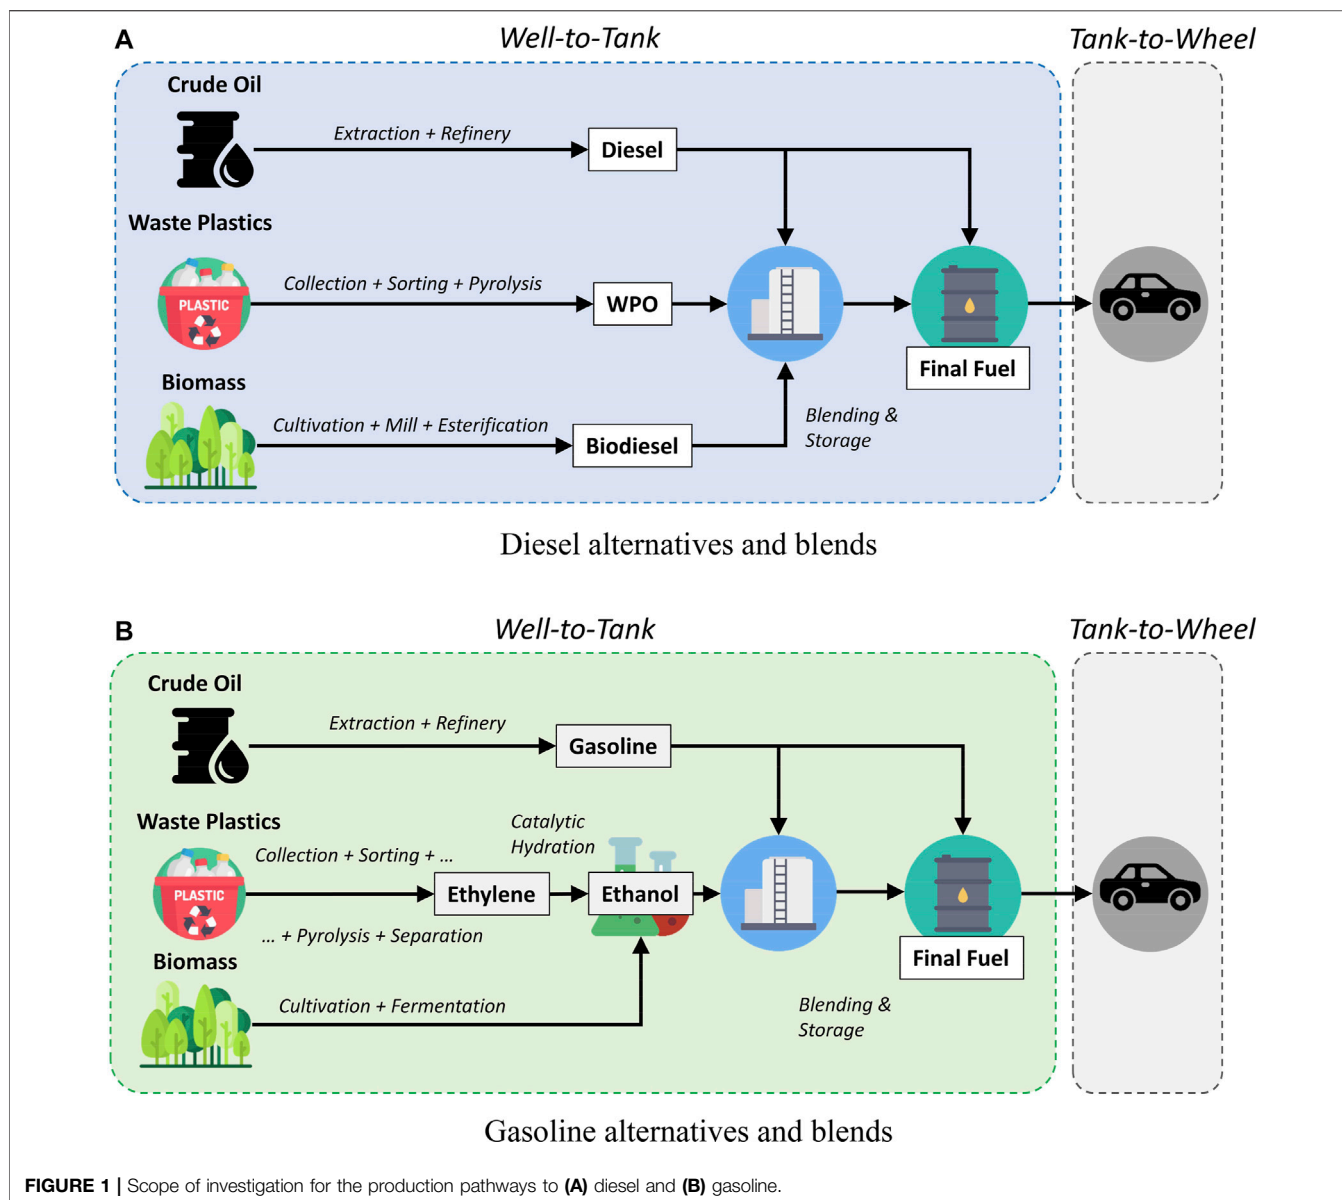 A
Well-to-Tank
Tank-to-Wheel
Crude Oil
Extraction + Refinery
Diesel
Waste Plastics
PLASTIC
Collection + Sorting + Pyrolysis
WPO
Final Fuel
Biomass
Cultivation + Mill + Esterification
Biodiesel
Blending &
Storage
Diesel alternatives and blends
B
Well-to-Tank
Tank-to-Wheel
Crude Oil
Extraction + Refinery
Gasoline
Waste Plastics
PLASTIC
Collection + Sorting + ...
... + Pyrolysis + Separation
Ethylene
Catalytic
Hydration
Ethanol
Final Fuel
Biomass
Cultivation + Fermentation
Blending &
Storage
Gasoline alternatives and blends
FIGURE 1 | Scope of investigation for the production pathways to (A) diesel and (B) gasoline.